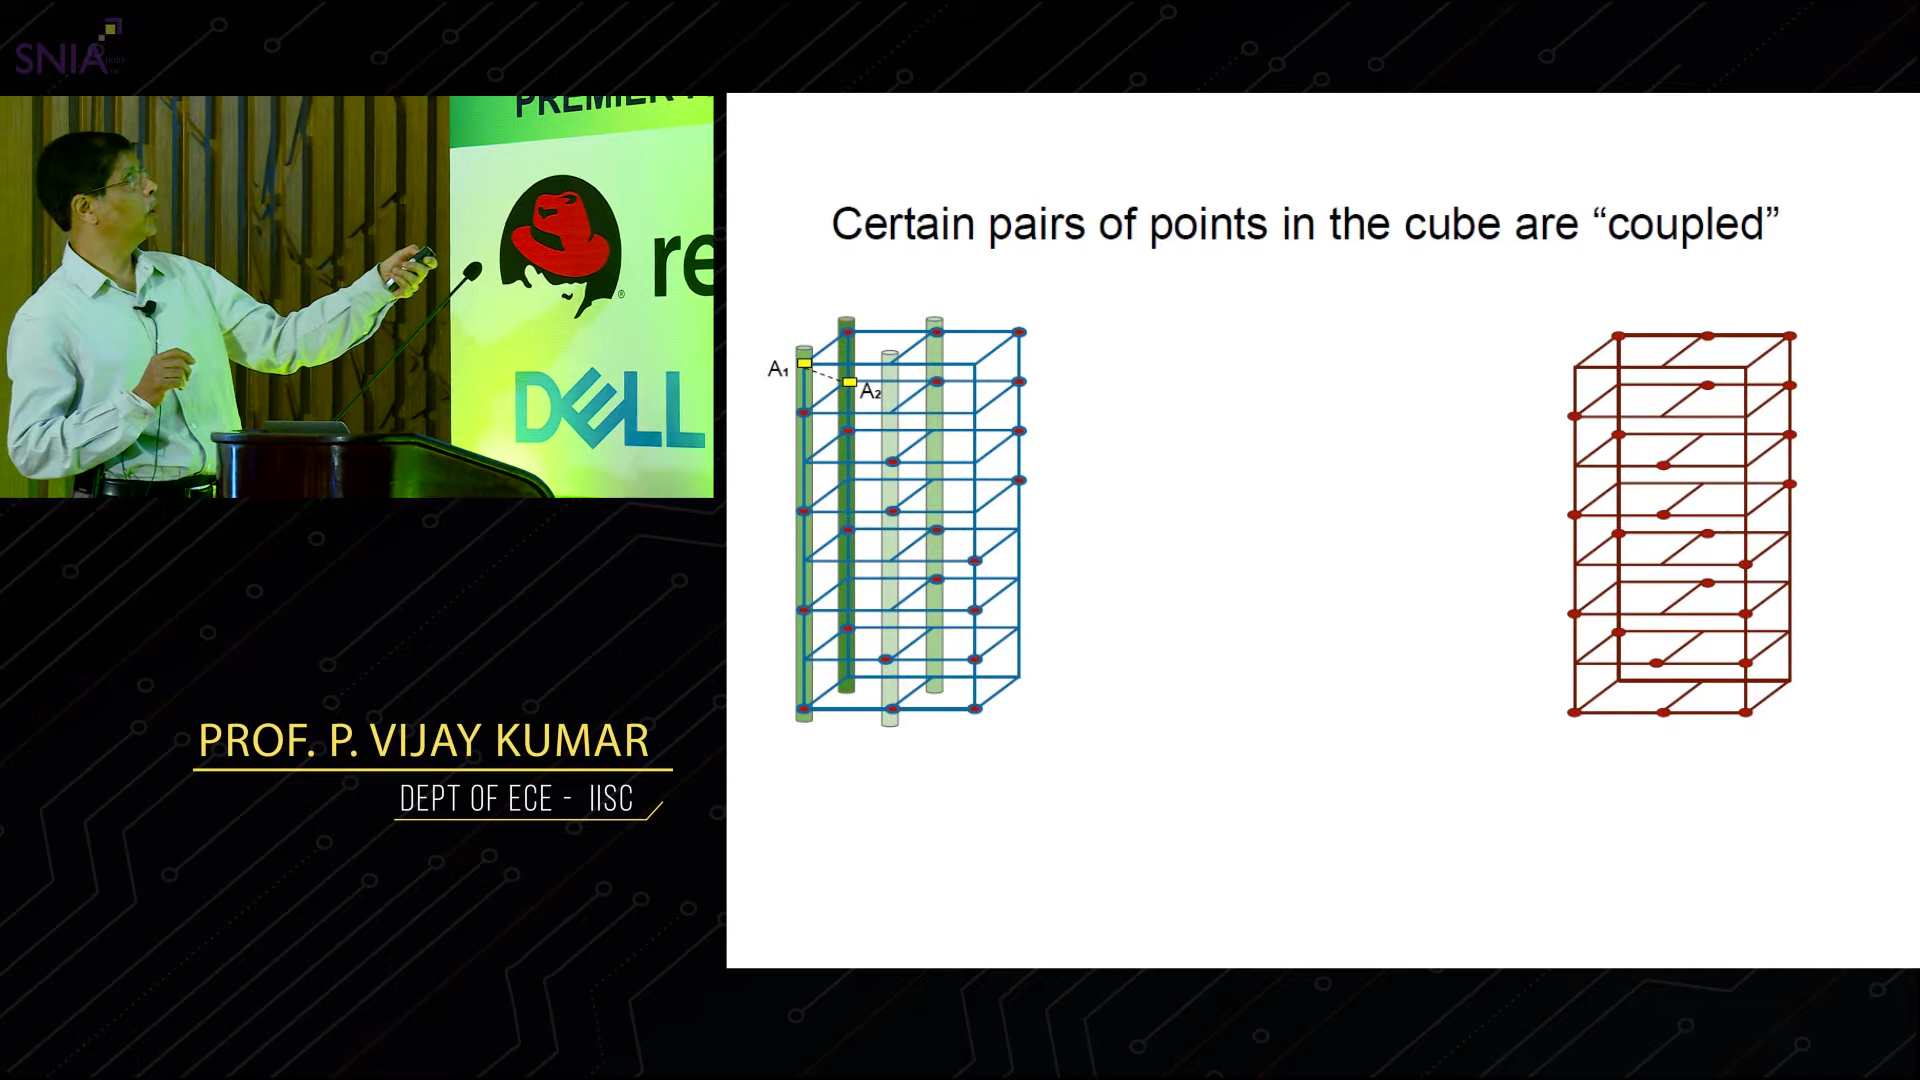 SNIA
PREMIER
re
DELL
Certain pairs of points in the cube are “coupled”
A₁
A₂
PROF. P. VIJAY KUMAR
DEPT OF ECE - IISC